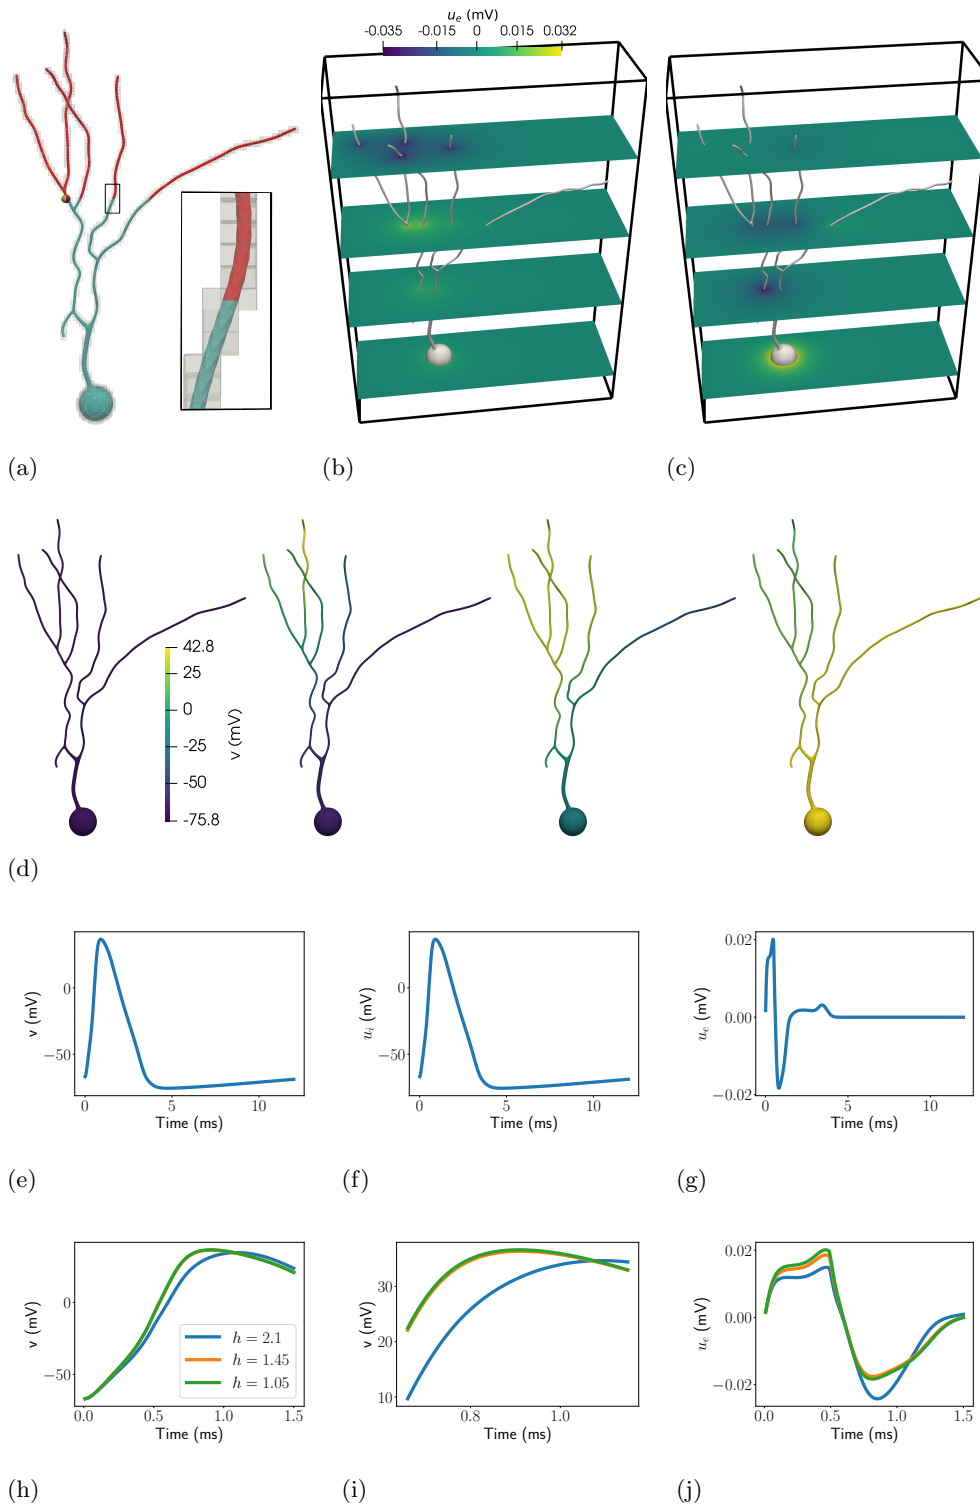 u_e (mV)
-0.035 -0.015 0 0.015 0.032
(a)
(b)
(c)
42.8
25
0
-25
-50
-75.8
v (mV)
(d)
0
−50
v (mV)
0 5 10
Time (ms)
(e)
0
−50
u_i (mV)
0 5 10
Time (ms)
(f)
0.02
0.00
−0.02
u_e (mV)
0 5 10
Time (ms)
(g)
0
−50
v (mV)
h = 2.1
h = 1.45
h = 1.05
0.0 0.5 1.0 1.5
Time (ms)
(h)
30
20
10
v (mV)
0.8 1.0
Time (ms)
(i)
0.02
0.00
−0.02
u_e (mV)
0.0 0.5 1.0 1.5
Time (ms)
(j)